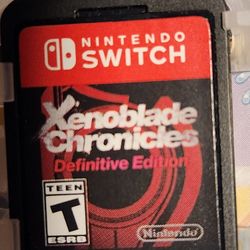 NINTENDO
SWITCH
Xenoblade
Chronicles
Definitive Edition
TEEN
T
ESRB
Nintendo